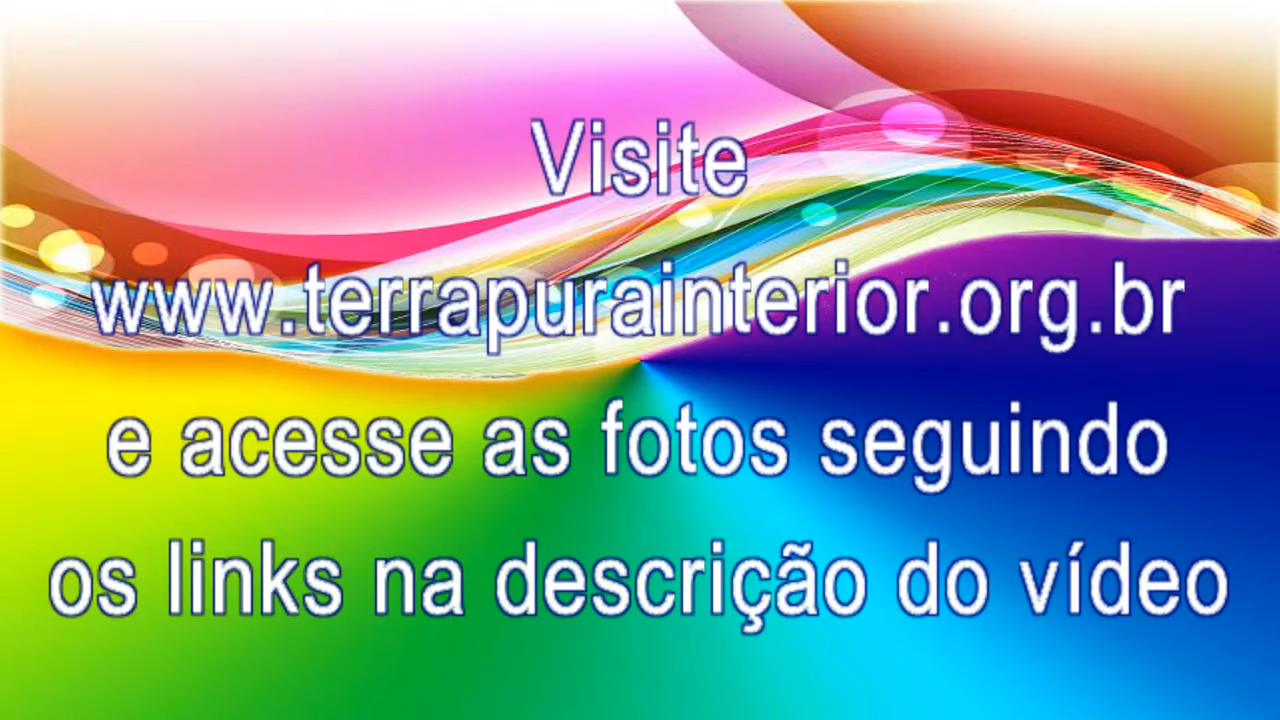 Visite
www.terrapurainterior.org.br
e acesse as fotos seguindo
os links na descrição do vídeo